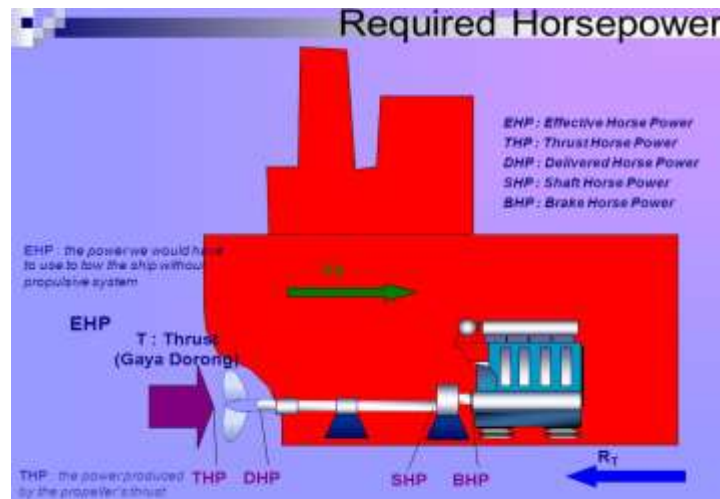 Required Horsepower
EHP : Effective Horse Power
THP : Thrust Horse Power
DHP : Delivered Horse Power
SHP : Shaft Horse Power
BHP : Brake Horse Power
EHP : the power we would have
to use to tow the ship without
propulsive system
EHP
T : Thrust
(Gaya Dorong)
THP DHP SHP BHP
RT
THP : the power produced
by the propeller's thrust